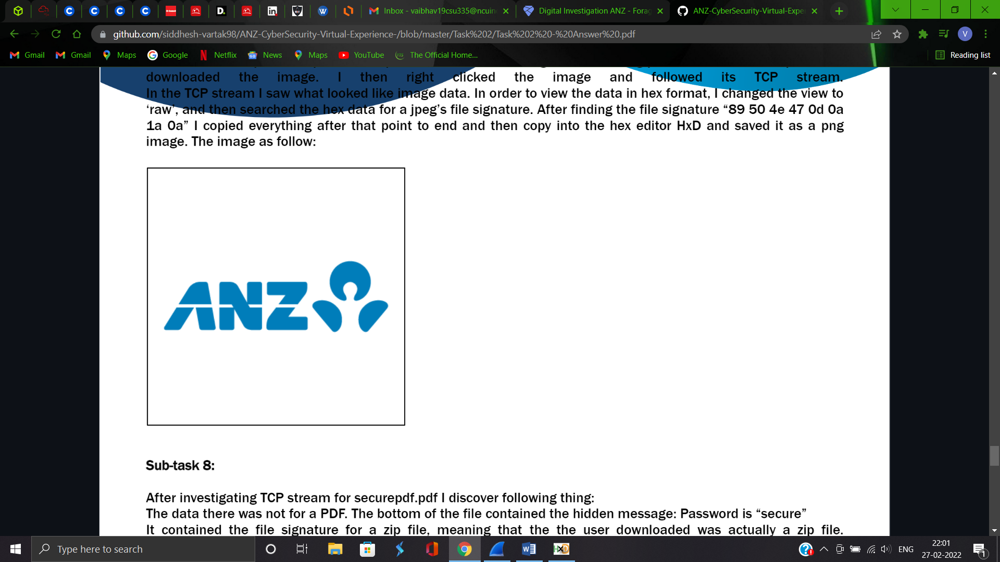 Inbox - vaibhav19csu335@ncuin
Digital Investigation ANZ - Forag
ANZ-CyberSecurity-Virtual-Expe
github.com/siddhesh-vartak98/ANZ-CyberSecurity-Virtual-Experience-/blob/master/Task%202/Task%202%20-%20Answer%20.pdf
V
Gmail Gmail Maps Google Netflix News Maps YouTube The Official Home... Reading list
downloaded the image. I then right clicked the image and followed its TCP stream.
In the TCP stream I saw what looked like image data. In order to view the data in hex format, I changed the view to
‘raw’, and then searched the hex data for a jpeg’s file signature. After finding the file signature “89 50 4e 47 0d 0a
1a 0a” I copied everything after that point to end and then copy into the hex editor HxD and saved it as a png
image. The image as follow:
ANZ
Sub-task 8:
After investigating TCP stream for securepdf.pdf I discover following thing:
The data there was not for a PDF. The bottom of the file contained the hidden message: Password is “secure”
It contained the file signature for a zip file, meaning that the the user downloaded was actually a zip file.
Type here to search
ENG
22:01
27-02-2022
1